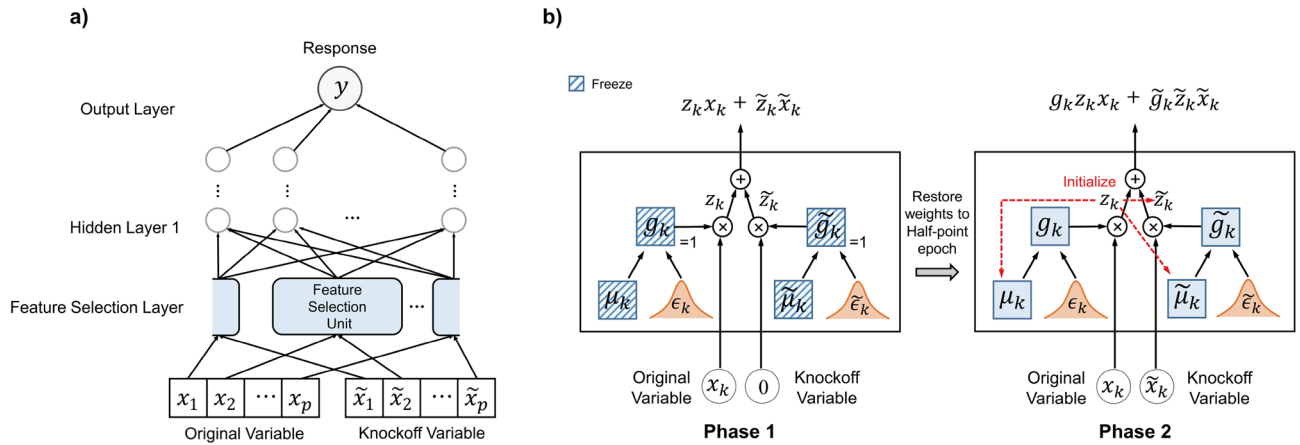 a)
Response
y
Output Layer
⋮ ⋮ ⋮
Hidden Layer 1
...
Feature Selection Layer
Feature
Selection
Unit
...
x₁ x₂ ⋯ xₚ
x̃₁ x̃₂ ⋯ x̃ₚ
Original Variable
Knockoff Variable
b)
Freeze
zₖxₖ + z̃ₖx̃ₖ
+
zₖ z̃ₖ
gₖ =1 × × g̃ₖ =1
μₖ ϵₖ μ̃ₖ ϵ̃ₖ
Original
Variable
xₖ 0
Knockoff
Variable
Phase 1
Restore
weights to
Half-point
epoch
gₖzₖxₖ + g̃ₖz̃ₖx̃ₖ
+
Initialize
zₖ z̃ₖ
gₖ × × g̃ₖ
μₖ ϵₖ μ̃ₖ ϵ̃ₖ
Original
Variable
xₖ x̃ₖ
Knockoff
Variable
Phase 2